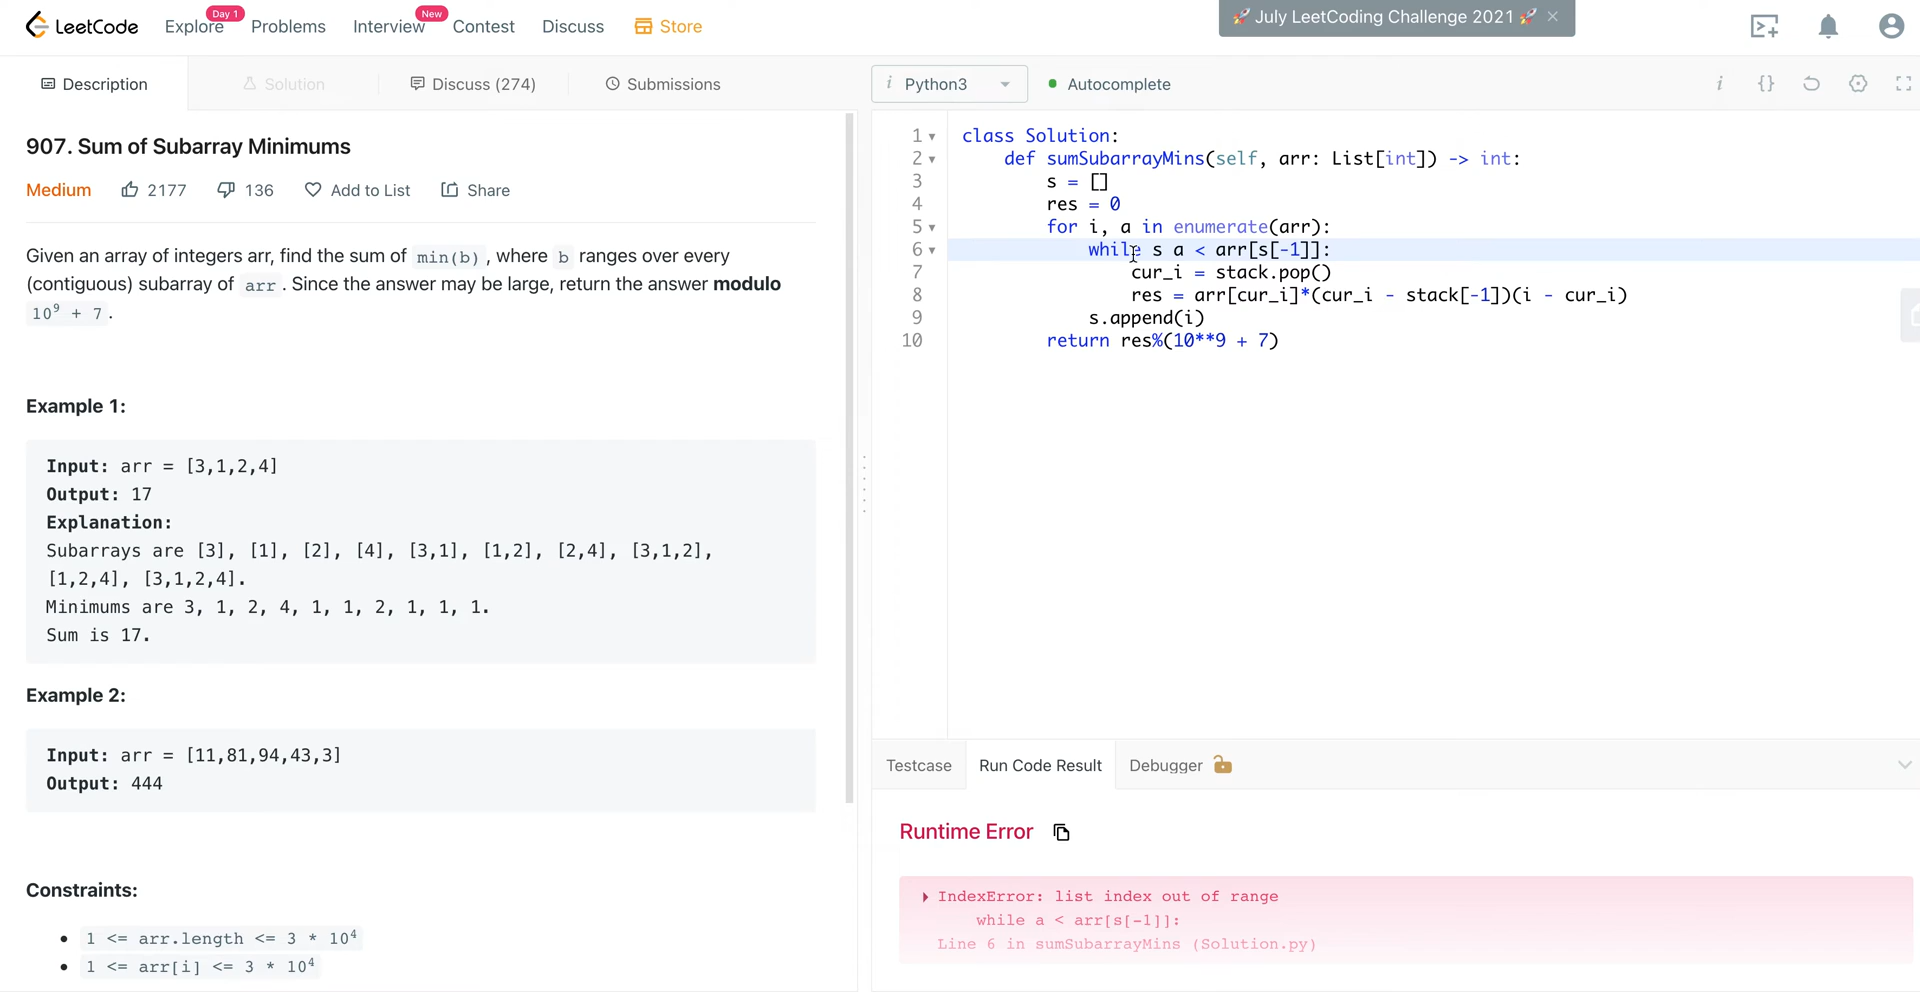 LeetCode
Explore
Day 1
Problems
Interview
New
Contest
Discuss
Store
🚀 July LeetCoding Challenge 2021 🚀
Description
Solution
Discuss (274)
Submissions
i Python3
Autocomplete
i {}
907. Sum of Subarray Minimums
Medium 2177 136 Add to List Share
Given an array of integers arr, find the sum of min(b) , where b ranges over every
(contiguous) subarray of arr . Since the answer may be large, return the answer modulo
10⁹ + 7 .
Example 1:
Input: arr = [3,1,2,4]
Output: 17
Explanation:
Subarrays are [3], [1], [2], [4], [3,1], [1,2], [2,4], [3,1,2],
[1,2,4], [3,1,2,4].
Minimums are 3, 1, 2, 4, 1, 1, 2, 1, 1, 1.
Sum is 17.
Example 2:
Input: arr = [11,81,94,43,3]
Output: 444
Constraints:
1 <= arr.length <= 3 * 10⁴
1 <= arr[i] <= 3 * 10⁴
1 class Solution:
2 def sumSubarrayMins(self, arr: List[int]) -> int:
3 s = []
4 res = 0
5 for i, a in enumerate(arr):
6 while s a < arr[s[-1]]:
7 cur_i = stack.pop()
8 res = arr[cur_i]*(cur_i - stack[-1])(i - cur_i)
9 s.append(i)
10 return res%(10**9 + 7)
Testcase
Run Code Result
Debugger
Runtime Error
IndexError: list index out of range
while a < arr[s[-1]]:
Line 6 in sumSubarrayMins (Solution.py)